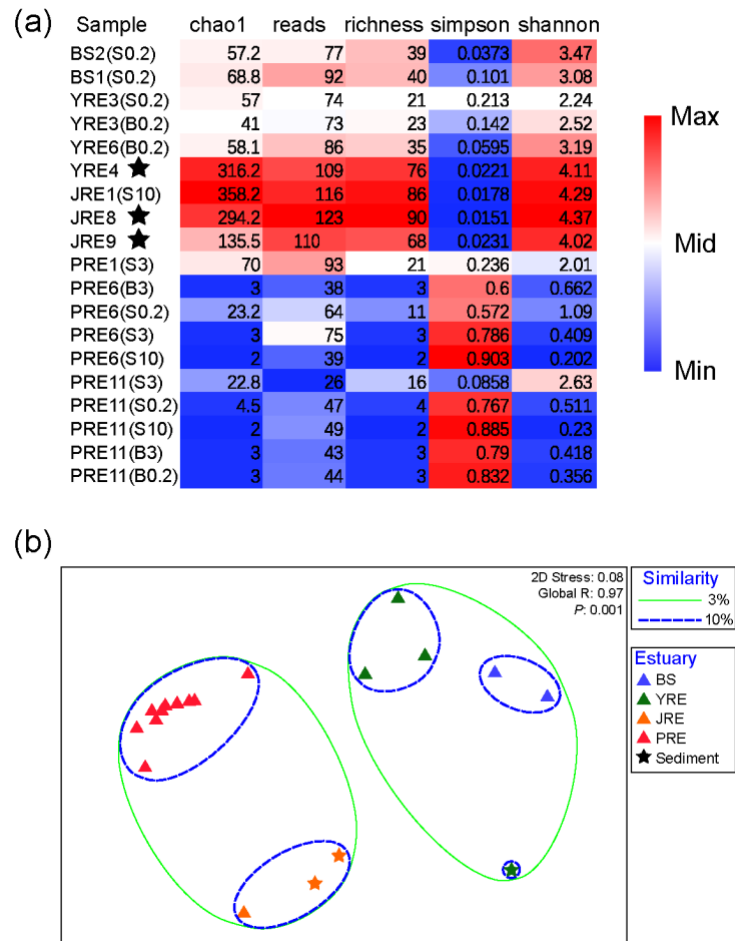 (a)
Sample chao1 reads richness simpson shannon
BS2(S0.2) 57.2 77 39 0.0373 3.47
BS1(S0.2) 68.8 92 40 0.101 3.08
YRE3(S0.2) 57 74 21 0.213 2.24
YRE3(B0.2) 41 73 23 0.142 2.52
YRE6(B0.2) 58.1 86 35 0.0595 3.19
YRE4 ★ 316.2 109 76 0.0221 4.11
JRE1(S10) 358.2 116 86 0.0178 4.29
JRE8 ★ 294.2 123 90 0.0151 4.37
JRE9 ★ 135.5 110 68 0.0231 4.02
PRE1(S3) 70 93 21 0.236 2.01
PRE6(B3) 3 38 3 0.6 0.662
PRE6(S0.2) 23.2 64 11 0.572 1.09
PRE6(S3) 3 75 3 0.786 0.409
PRE6(S10) 2 39 2 0.903 0.202
PRE11(S3) 22.8 26 16 0.0858 2.63
PRE11(S0.2) 4.5 47 4 0.767 0.511
PRE11(S10) 2 49 2 0.885 0.23
PRE11(B3) 3 43 3 0.79 0.418
PRE11(B0.2) 3 44 3 0.832 0.356
Max
Mid
Min
(b)
2D Stress: 0.08
Global R: 0.97
P: 0.001
Similarity
3%
10%
Estuary
BS
YRE
JRE
PRE
Sediment